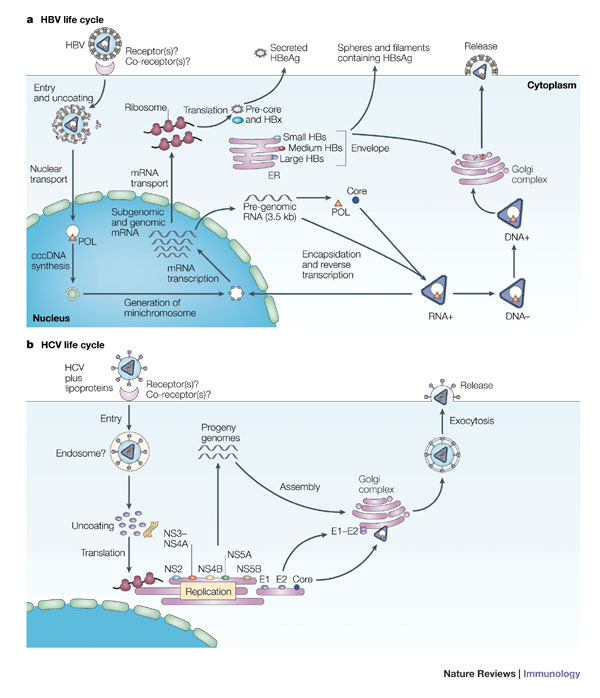 a HBV life cycle
HBV
Receptor(s)?
Co-receptor(s)?
Secreted
HBeAg
Spheres and filaments
containing HBsAg
Release
Cytoplasm
Entry
and uncoating
Ribosome
Translation
Pre-core
and HBx
Small HBs
Medium HBs
Large HBs
Envelope
ER
Golgi
complex
Nuclear
transport
mRNA
transport
Subgenomic
and genomic
mRNA
Pre-genomic
RNA (3.5 kb)
POL
Core
DNA+
POL
cccDNA
synthesis
mRNA
transcription
Encapsidation
and reverse
transcription
Generation of
minichromosome
Nucleus
RNA+
DNA–
b HCV life cycle
HCV
plus
lipoproteins
Receptor(s)?
Co-receptor(s)?
Release
Entry
Exocytosis
Endosome?
Progeny
genomes
Assembly
Golgi
complex
Uncoating
Translation
NS3–
NS4A
NS5A
NS2
NS4B
NS5B
E1
E2
Core
E1–E2
Replication
Nature Reviews | Immunology